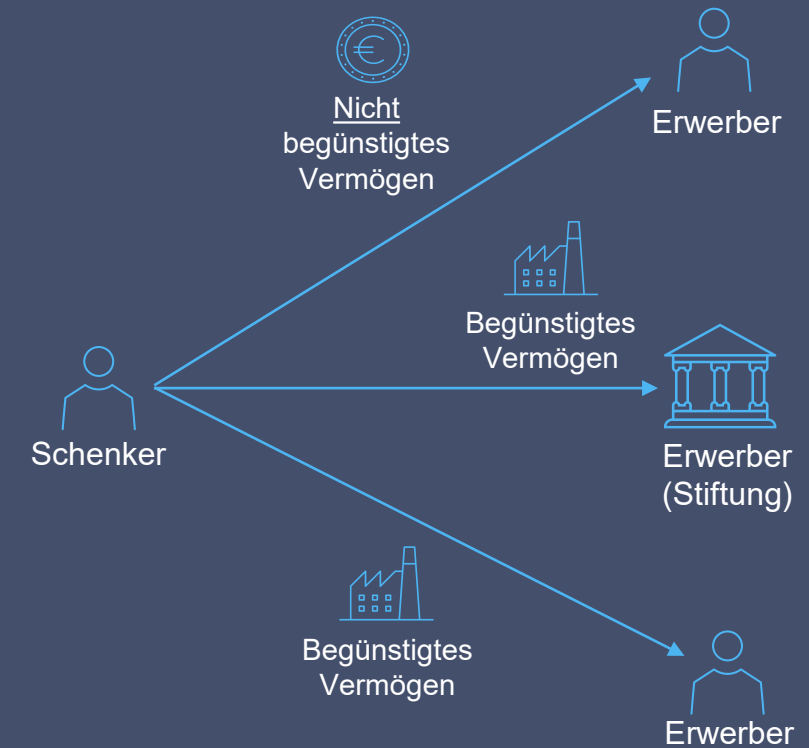 Nicht
begünstigtes
Vermögen
Erwerber
Begünstigtes
Vermögen
Schenker
Erwerber
(Stiftung)
Begünstigtes
Vermögen
Erwerber